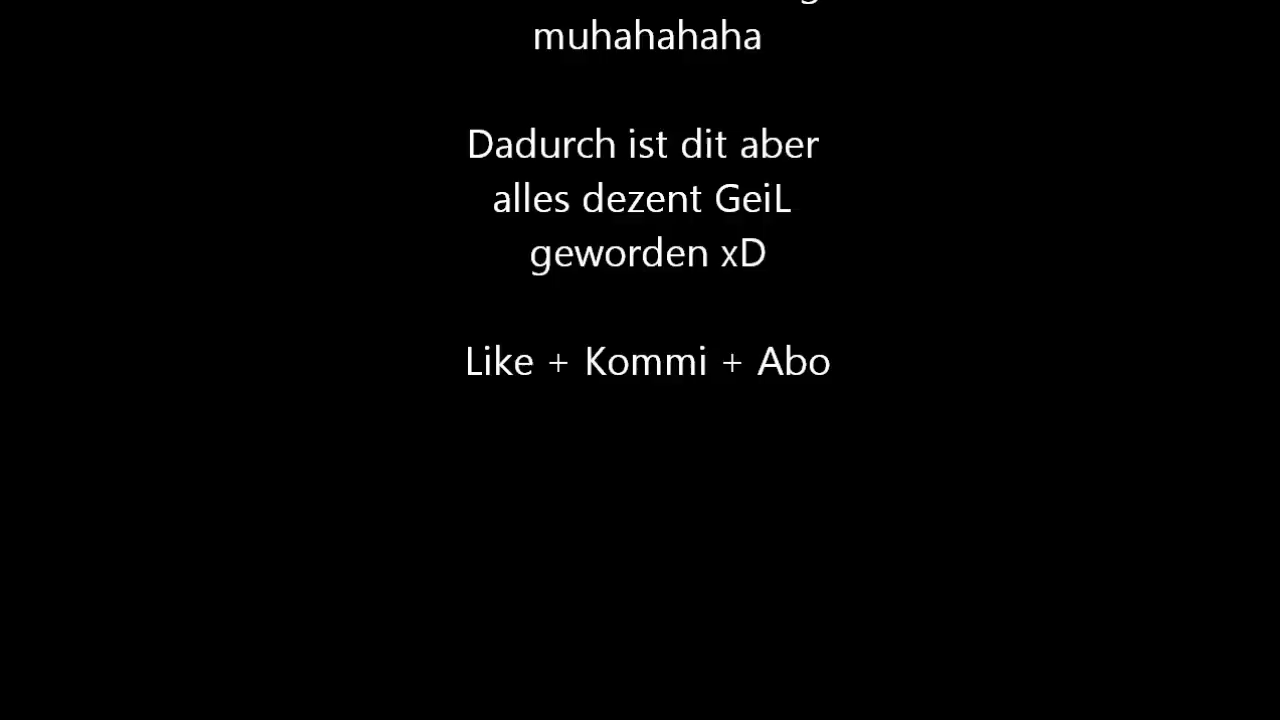 muhahahaha
Dadurch ist dit aber
alles dezent GeiL
geworden xD
Like + Kommi + Abo